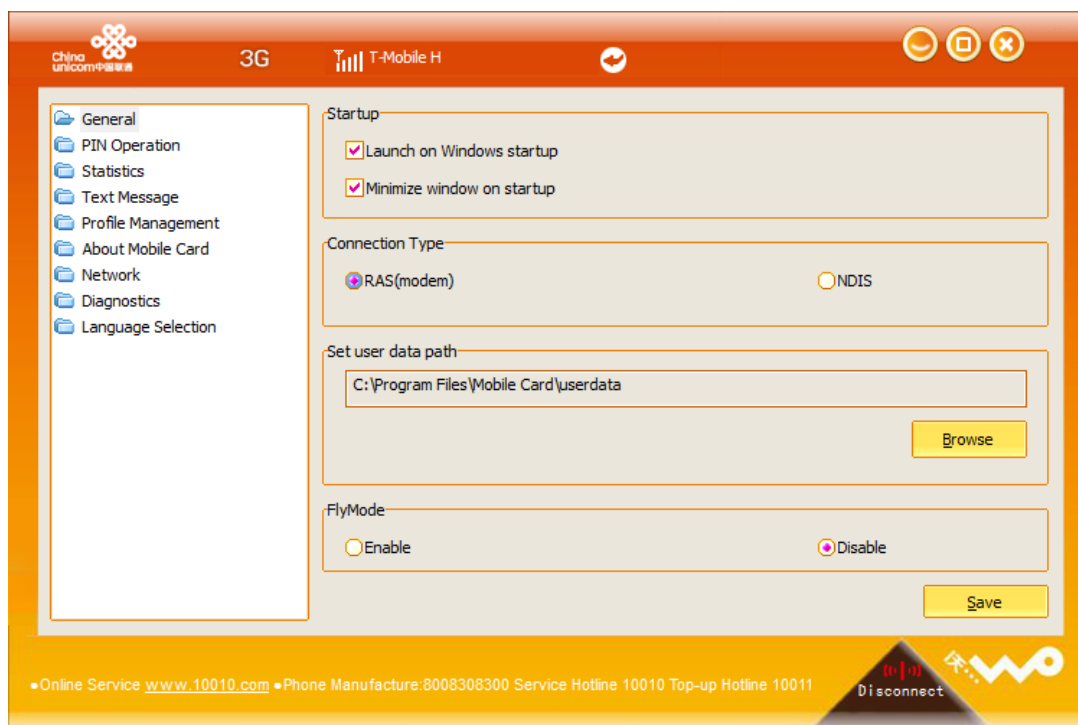 China
unicom中国联通
3G
T-Mobile H
General
PIN Operation
Statistics
Text Message
Profile Management
About Mobile Card
Network
Diagnostics
Language Selection
Startup
Launch on Windows startup
Minimize window on startup
Connection Type
RAS(modem)
NDIS
Set user data path
C:\Program Files\Mobile Card\userdata
Browse
FlyMode
Enable
Disable
Save
●Online Service www.10010.com ●Phone Manufacture:8008308300 Service Hotline 10010 Top-up Hotline 10011
Disconnect
沃...
wo